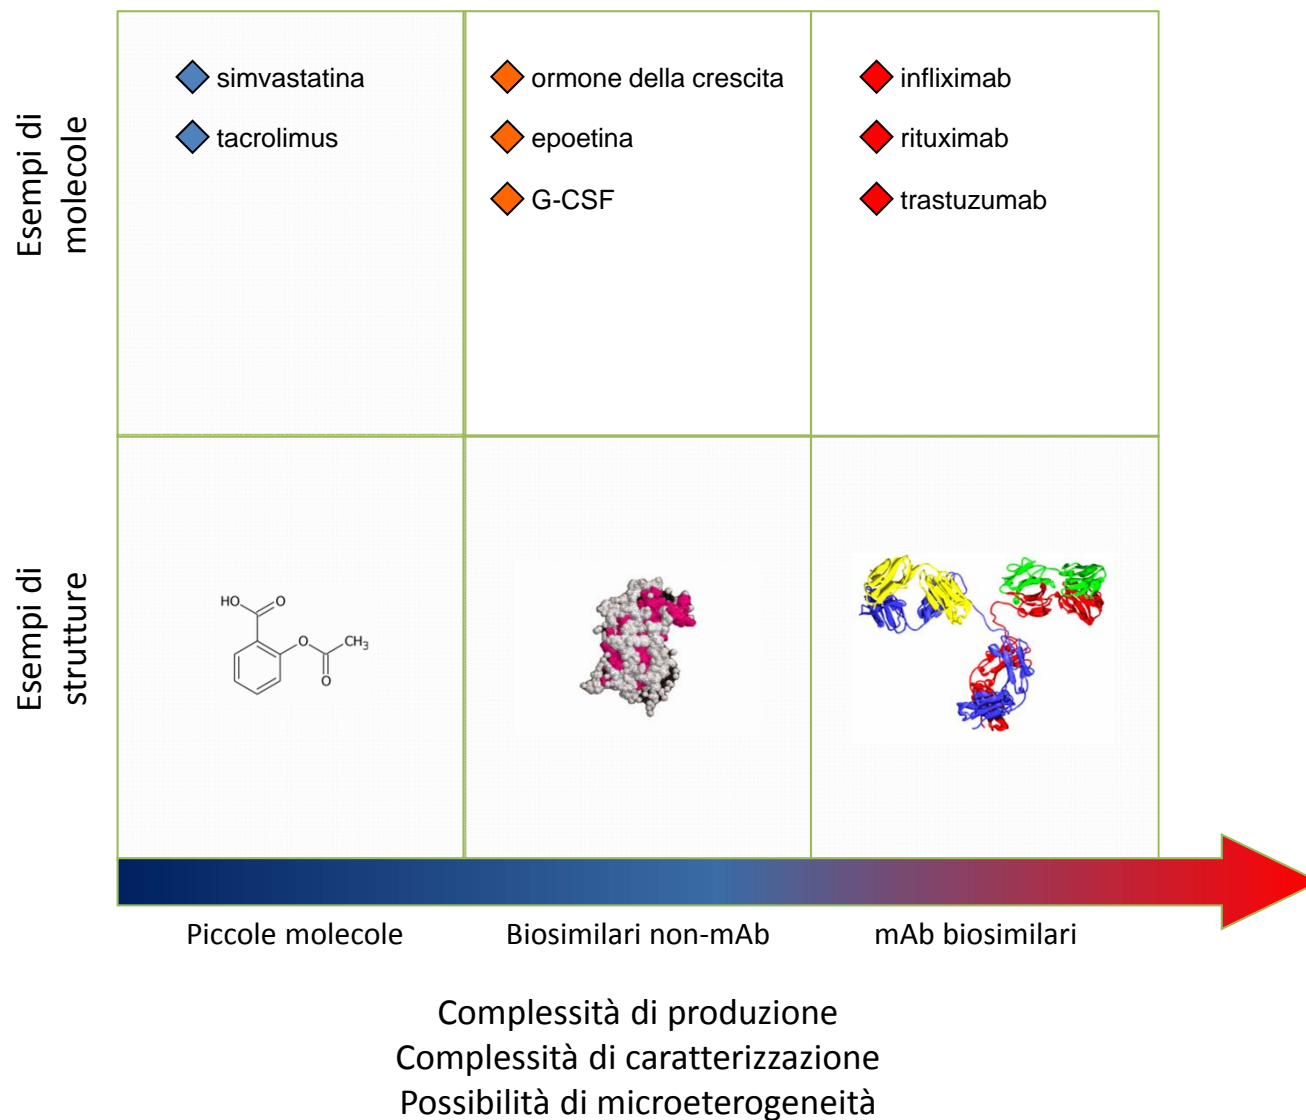 Esempi di
molecole
simvastatina
tacrolimus
ormone della crescita
epoetina
G-CSF
infliximab
rituximab
trastuzumab
Esempi di
strutture
HO
O
O
CH₃
O
Piccole molecole
Biosimilari non-mAb
mAb biosimilari
Complessità di produzione
Complessità di caratterizzazione
Possibilità di microeterogeneità